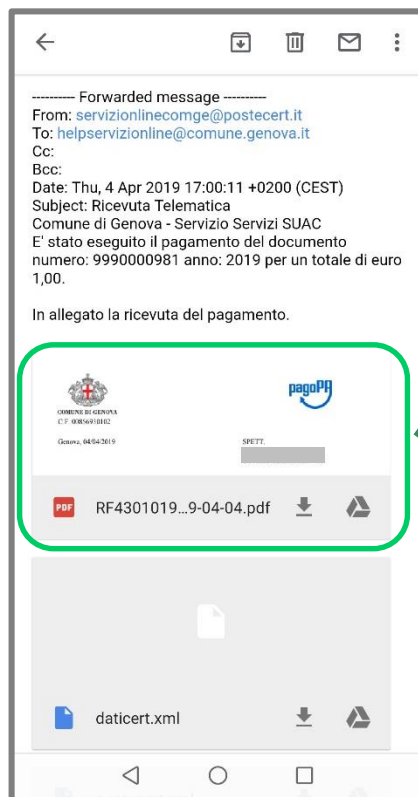 ---------- Forwarded message ----------
From: servizionlinecomge@postecert.it
To: helpservizionline@comune.genova.it
Cc:
Bcc:
Date: Thu, 4 Apr 2019 17:00:11 +0200 (CEST)
Subject: Ricevuta Telematica
Comune di Genova - Servizio Servizi SUAC
E' stato eseguito il pagamento del documento
numero: 9990000981 anno: 2019 per un totale di euro
1,00.
In allegato la ricevuta del pagamento.
pagoPA
COMUNE DI GENOVA
C.F. 00856930102
Genova, 04/04/2019
SPETT.
PDF
RF4301019...9-04-04.pdf
daticert.xml